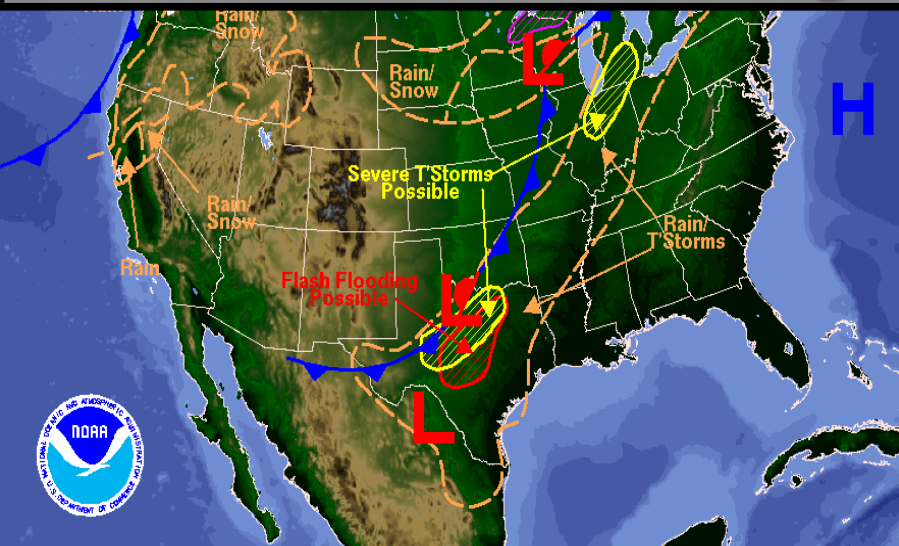 Rain/
Snow
L
Rain/
Snow
H
Severe T'Storms
Possible
Rain/
Snow
Rain/
T'Storms
Rain
Flash Flooding
Possible
L
L
NATIONAL OCEANIC AND ATMOSPHERIC ADMINISTRATION
NOAA
U.S. DEPARTMENT OF COMMERCE